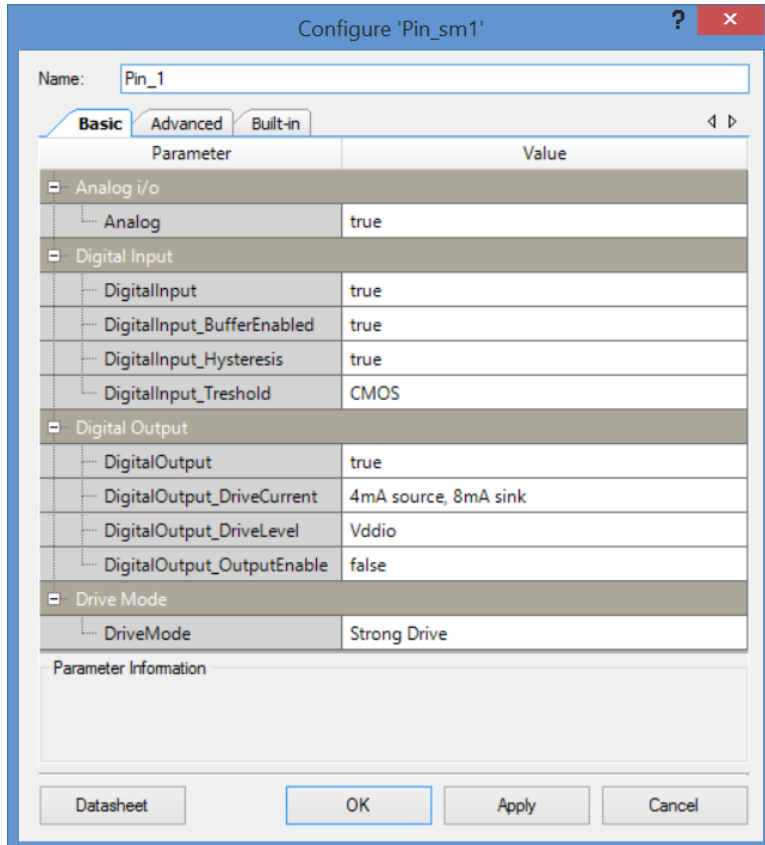 Configure 'Pin_sm1'
?
Name: Pin_1
Basic Advanced Built-in
Parameter Value
Analog i/o
Analog true
Digital Input
DigitalInput true
DigitalInput_BufferEnabled true
DigitalInput_Hysteresis true
DigitalInput_Treshold CMOS
Digital Output
DigitalOutput true
DigitalOutput_DriveCurrent 4mA source, 8mA sink
DigitalOutput_DriveLevel Vddio
DigitalOutput_OutputEnable false
Drive Mode
DriveMode Strong Drive
Parameter Information
Datasheet OK Apply Cancel